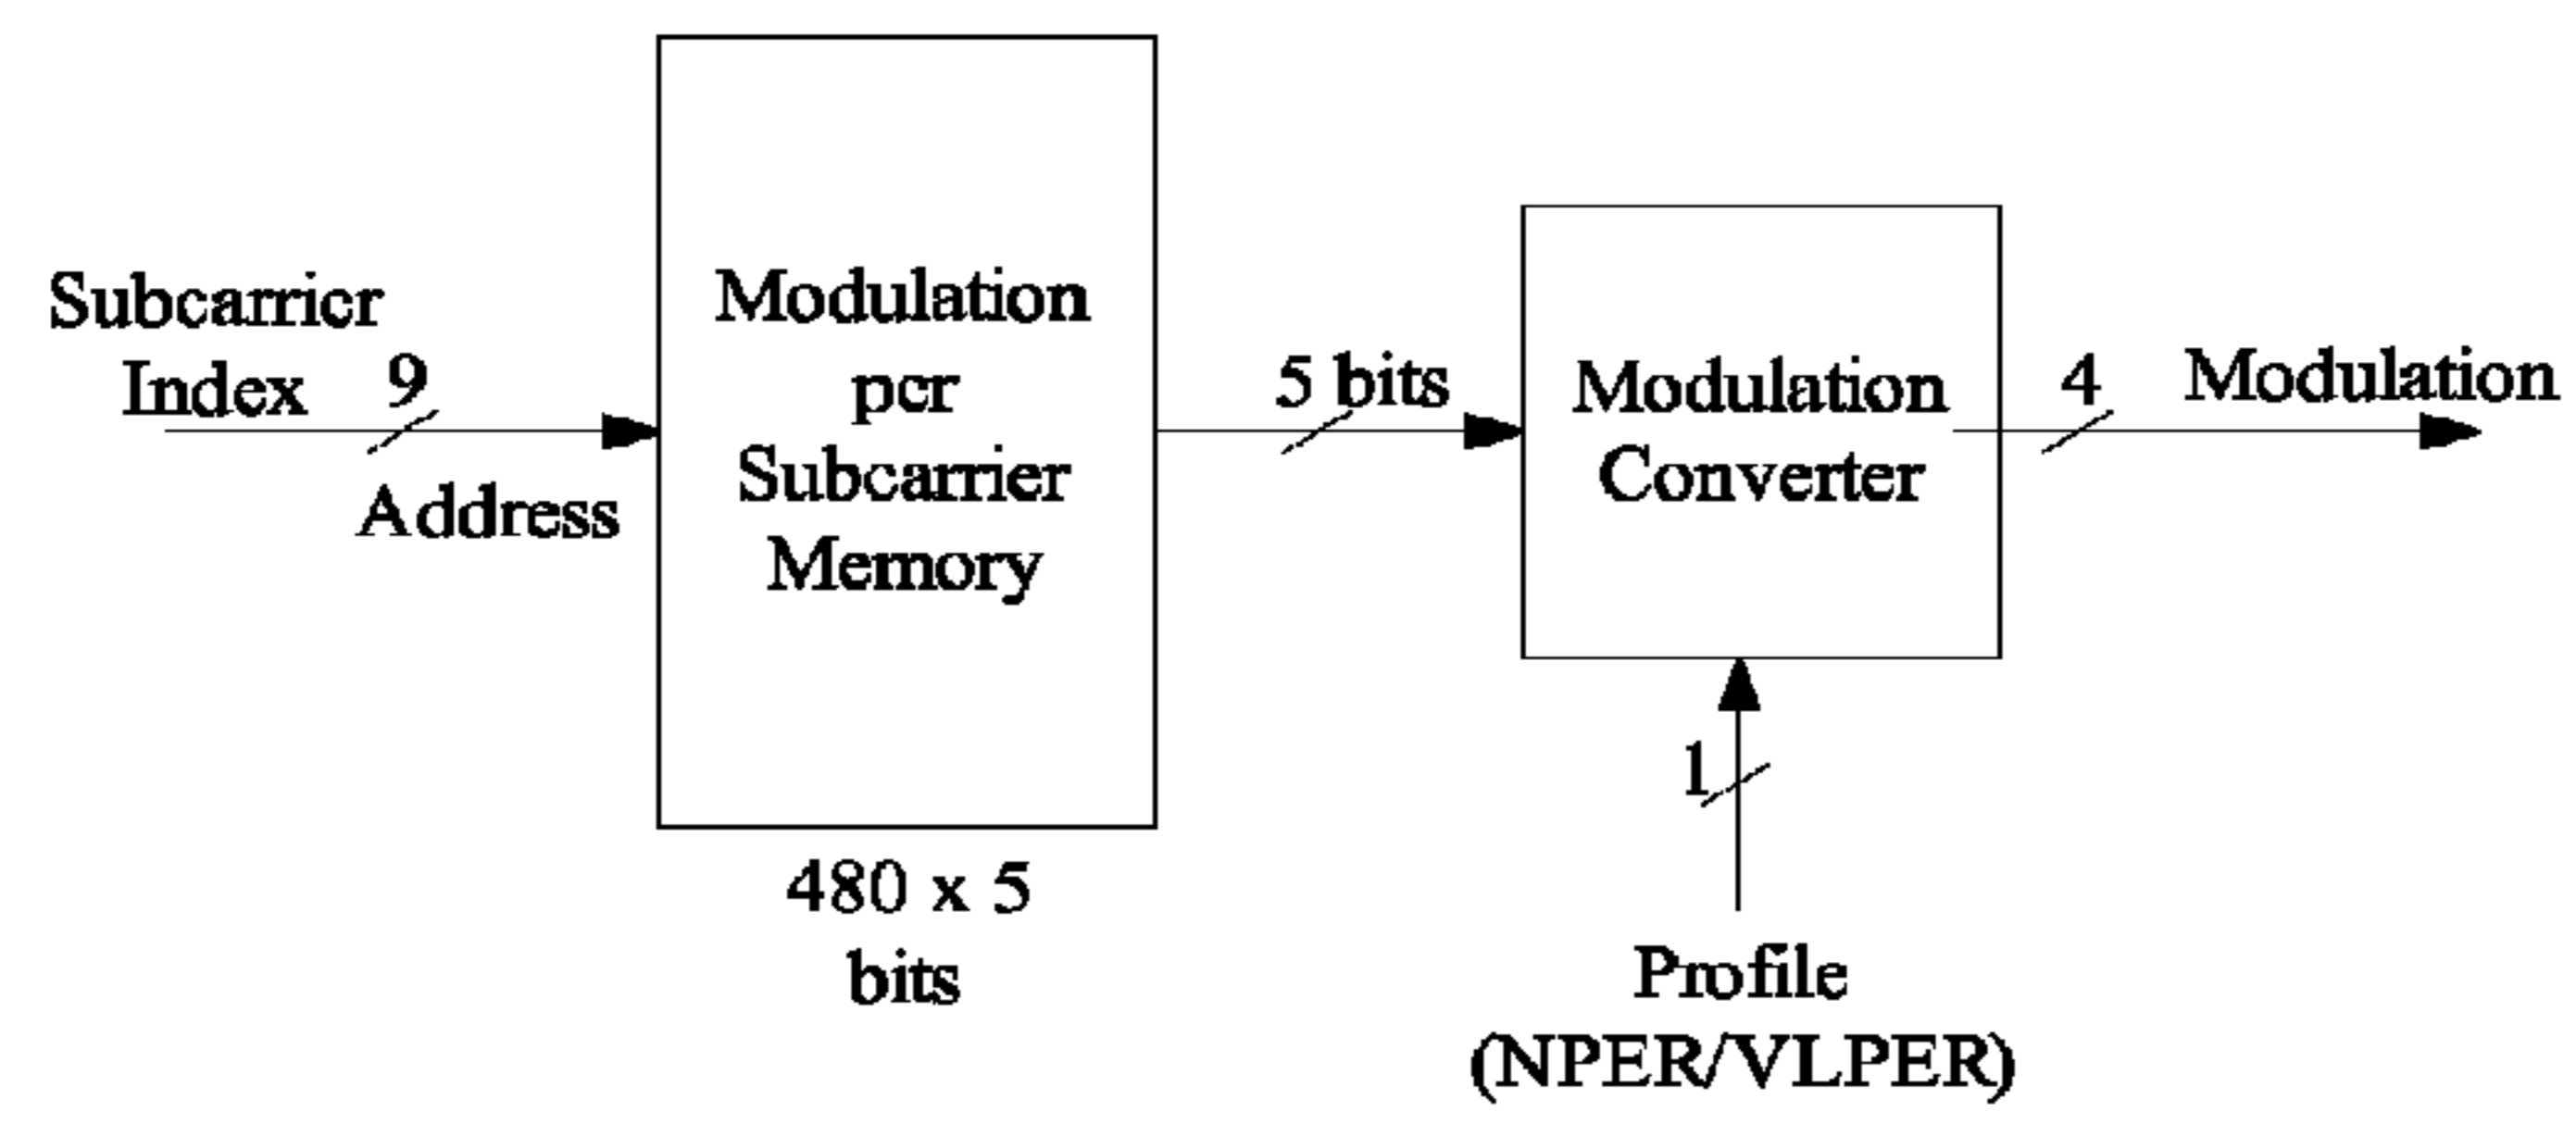 Subcarrier
Index
9
Address
Modulation
per
Subcarrier
Memory
480 x 5
bits
5 bits
Modulation
Converter
4
Modulation
1
Profile
(NPER/VLPER)